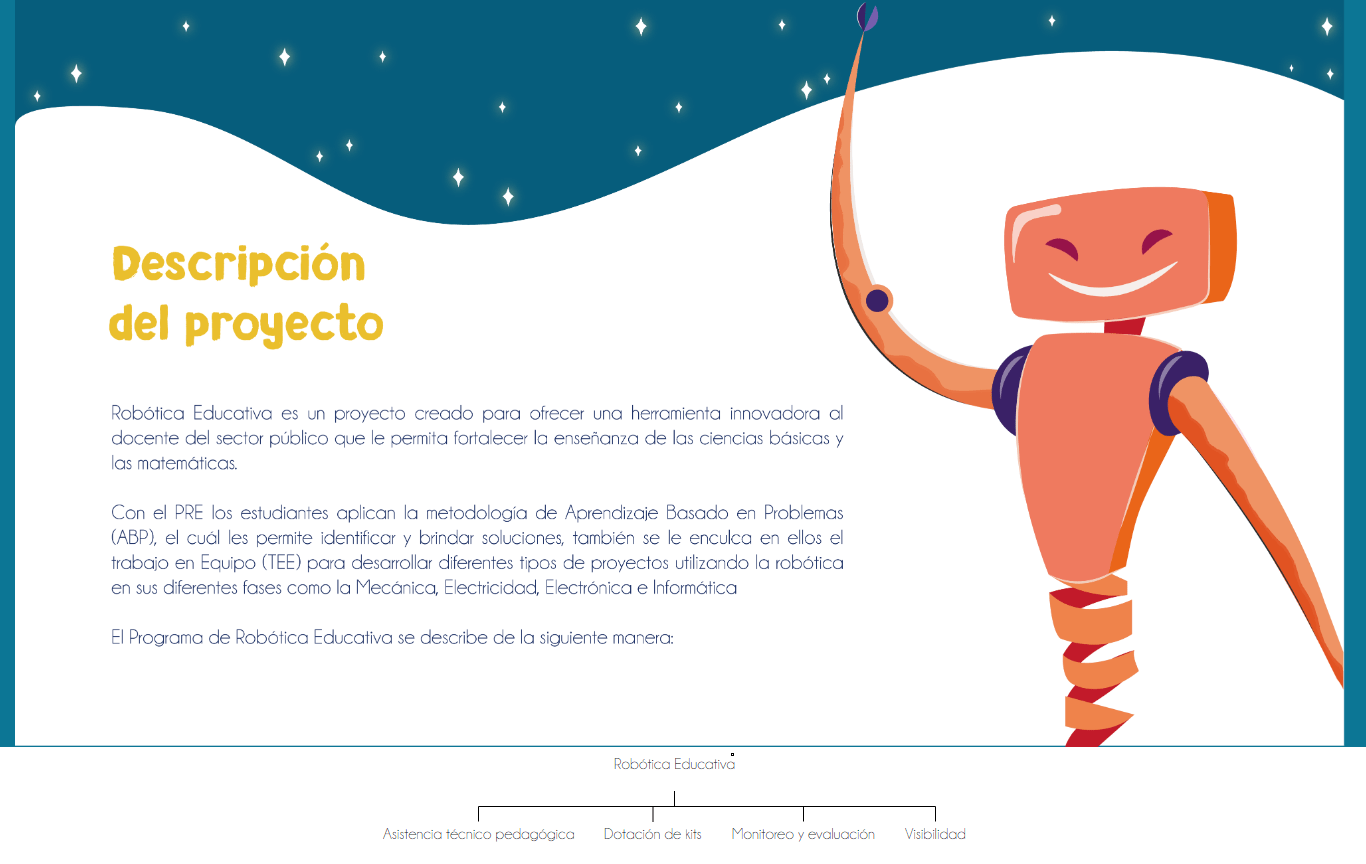 Descripción
del proyecto
Robótica Educativa es un proyecto creado para ofrecer una herramienta innovadora al
docente del sector público que le permita fortalecer la enseñanza de las ciencias básicas y
las matemáticas.
Con el PRE los estudiantes aplican la metodología de Aprendizaje Basado en Problemas
(ABP), el cuál les permite identificar y brindar soluciones, también se le enculca en ellos el
trabajo en Equipo (TEE) para desarrollar diferentes tipos de proyectos utilizando la robótica
en sus diferentes fases como la Mecánica, Electricidad, Electrónica e Informática
El Programa de Robótica Educativa se describe de la siguiente manera:
Robótica Educativa
Asistencia técnico pedagógica Dotación de kits Monitoreo y evaluación Visibilidad